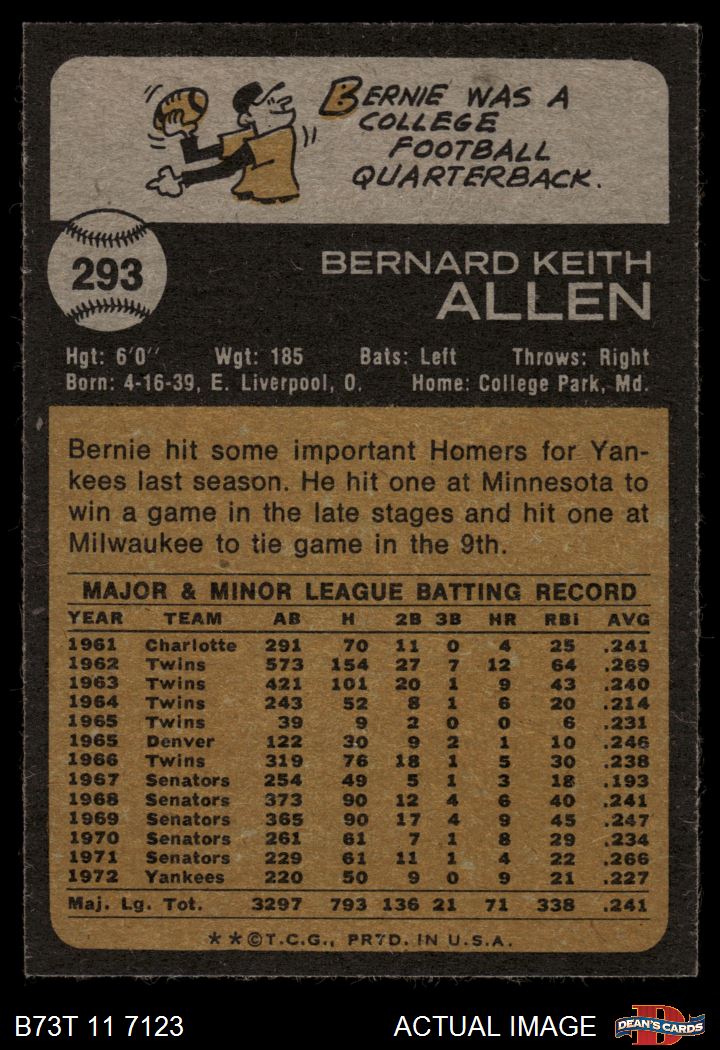 BERNIE WAS A
COLLEGE
FOOTBALL
QUARTERBACK.
293
BERNARD KEITH
ALLEN
Hgt: 6'0" Wgt: 185 Bats: Left Throws: Right
Born: 4-16-39, E. Liverpool, O. Home: College Park, Md.
Bernie hit some important Homers for Yan-
kees last season. He hit one at Minnesota to
win a game in the late stages and hit one at
Milwaukee to tie game in the 9th.
MAJOR & MINOR LEAGUE BATTING RECORD
YEAR TEAM AB H 2B 3B HR RBI AVG
1961 Charlotte 291 70 11 0 4 25 .241
1962 Twins 573 154 27 7 12 64 .269
1963 Twins 421 101 20 1 9 43 .240
1964 Twins 243 52 8 1 6 20 .214
1965 Twins 39 9 2 0 0 6 .231
1965 Denver 122 30 9 2 1 10 .246
1966 Twins 319 76 18 1 5 30 .238
1967 Senators 254 49 5 1 3 18 .193
1968 Senators 373 90 12 4 6 40 .241
1969 Senators 365 90 17 4 9 45 .247
1970 Senators 261 61 7 1 8 29 .234
1971 Senators 229 61 11 1 4 22 .266
1972 Yankees 220 50 9 0 9 21 .227
Maj. Lg. Tot. 3297 793 136 21 71 338 .241
**©T.C.G., PRTD. IN U.S.A.
B73T 11 7123 ACTUAL IMAGE DEAN'S CARDS